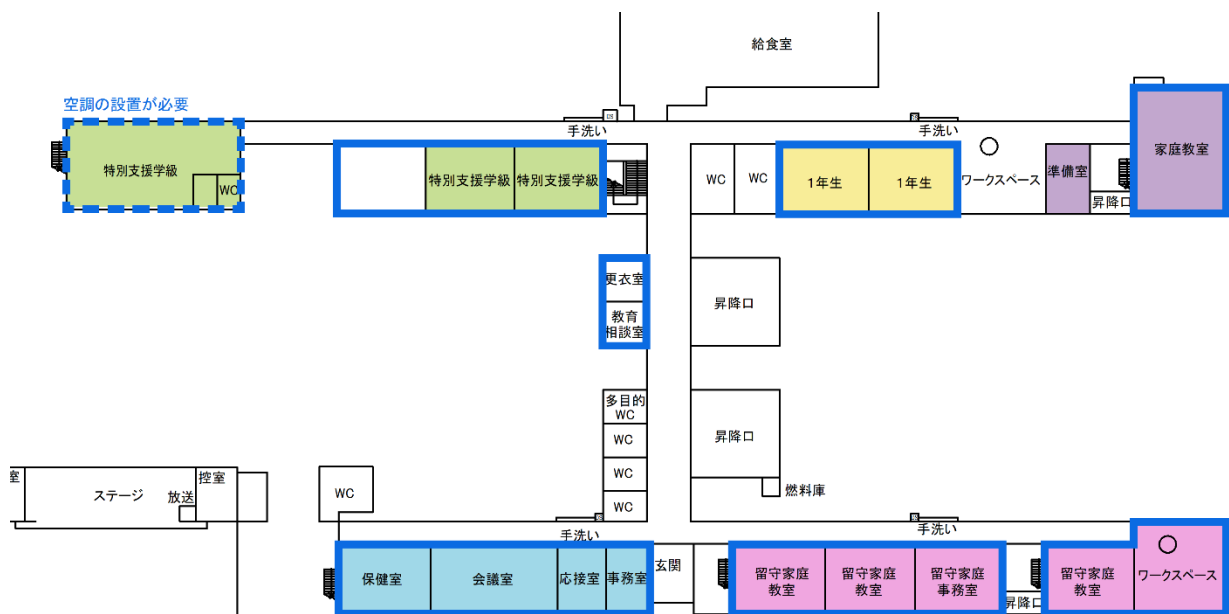 給食室
空調の設置が必要
手洗い
手洗い
特別支援学級
WC
特別支援学級
特別支援学級
WC
WC
1年生
1年生
ワークスペース
準備室
昇降口
家庭教室
更衣室
教育
相談室
昇降口
多目的
WC
WC
WC
WC
昇降口
燃料庫
室
ステージ
放送
控室
WC
手洗い
手洗い
保健室
会議室
応接室
事務室
玄関
留守家庭
教室
留守家庭
教室
留守家庭
事務室
昇降口
留守家庭
教室
ワークスペース